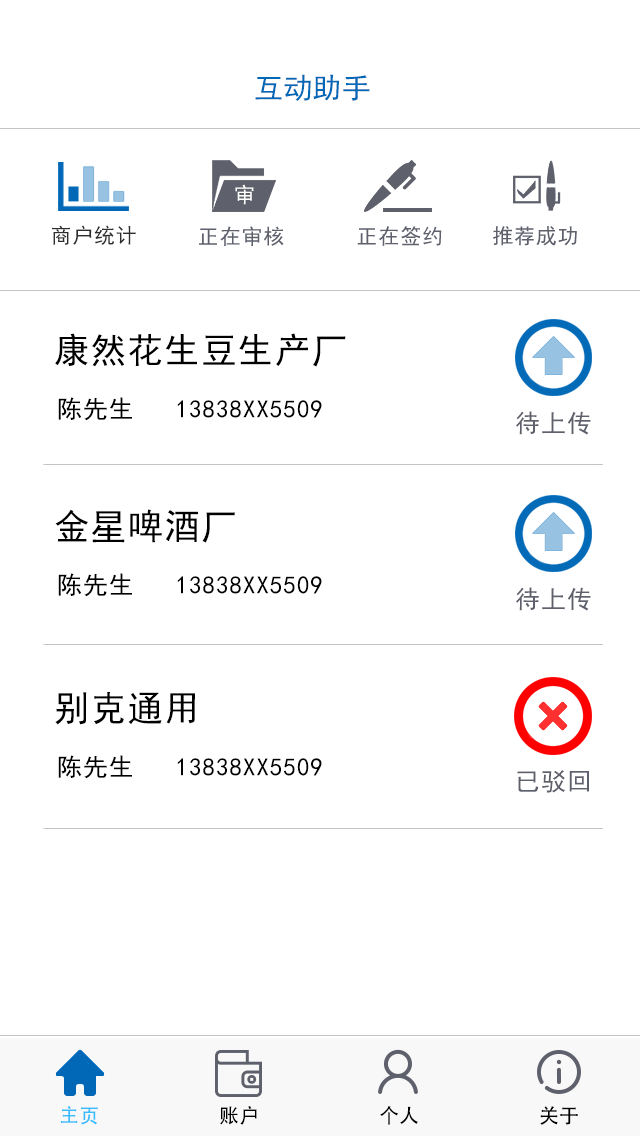 互动助手
审
商户统计 正在审核 正在签约 推荐成功
康然花生豆生产厂
陈先生 13838XX5509
待上传
金星啤酒厂
陈先生 13838XX5509
待上传
别克通用
陈先生 13838XX5509
已驳回
主页 账户 个人 关于